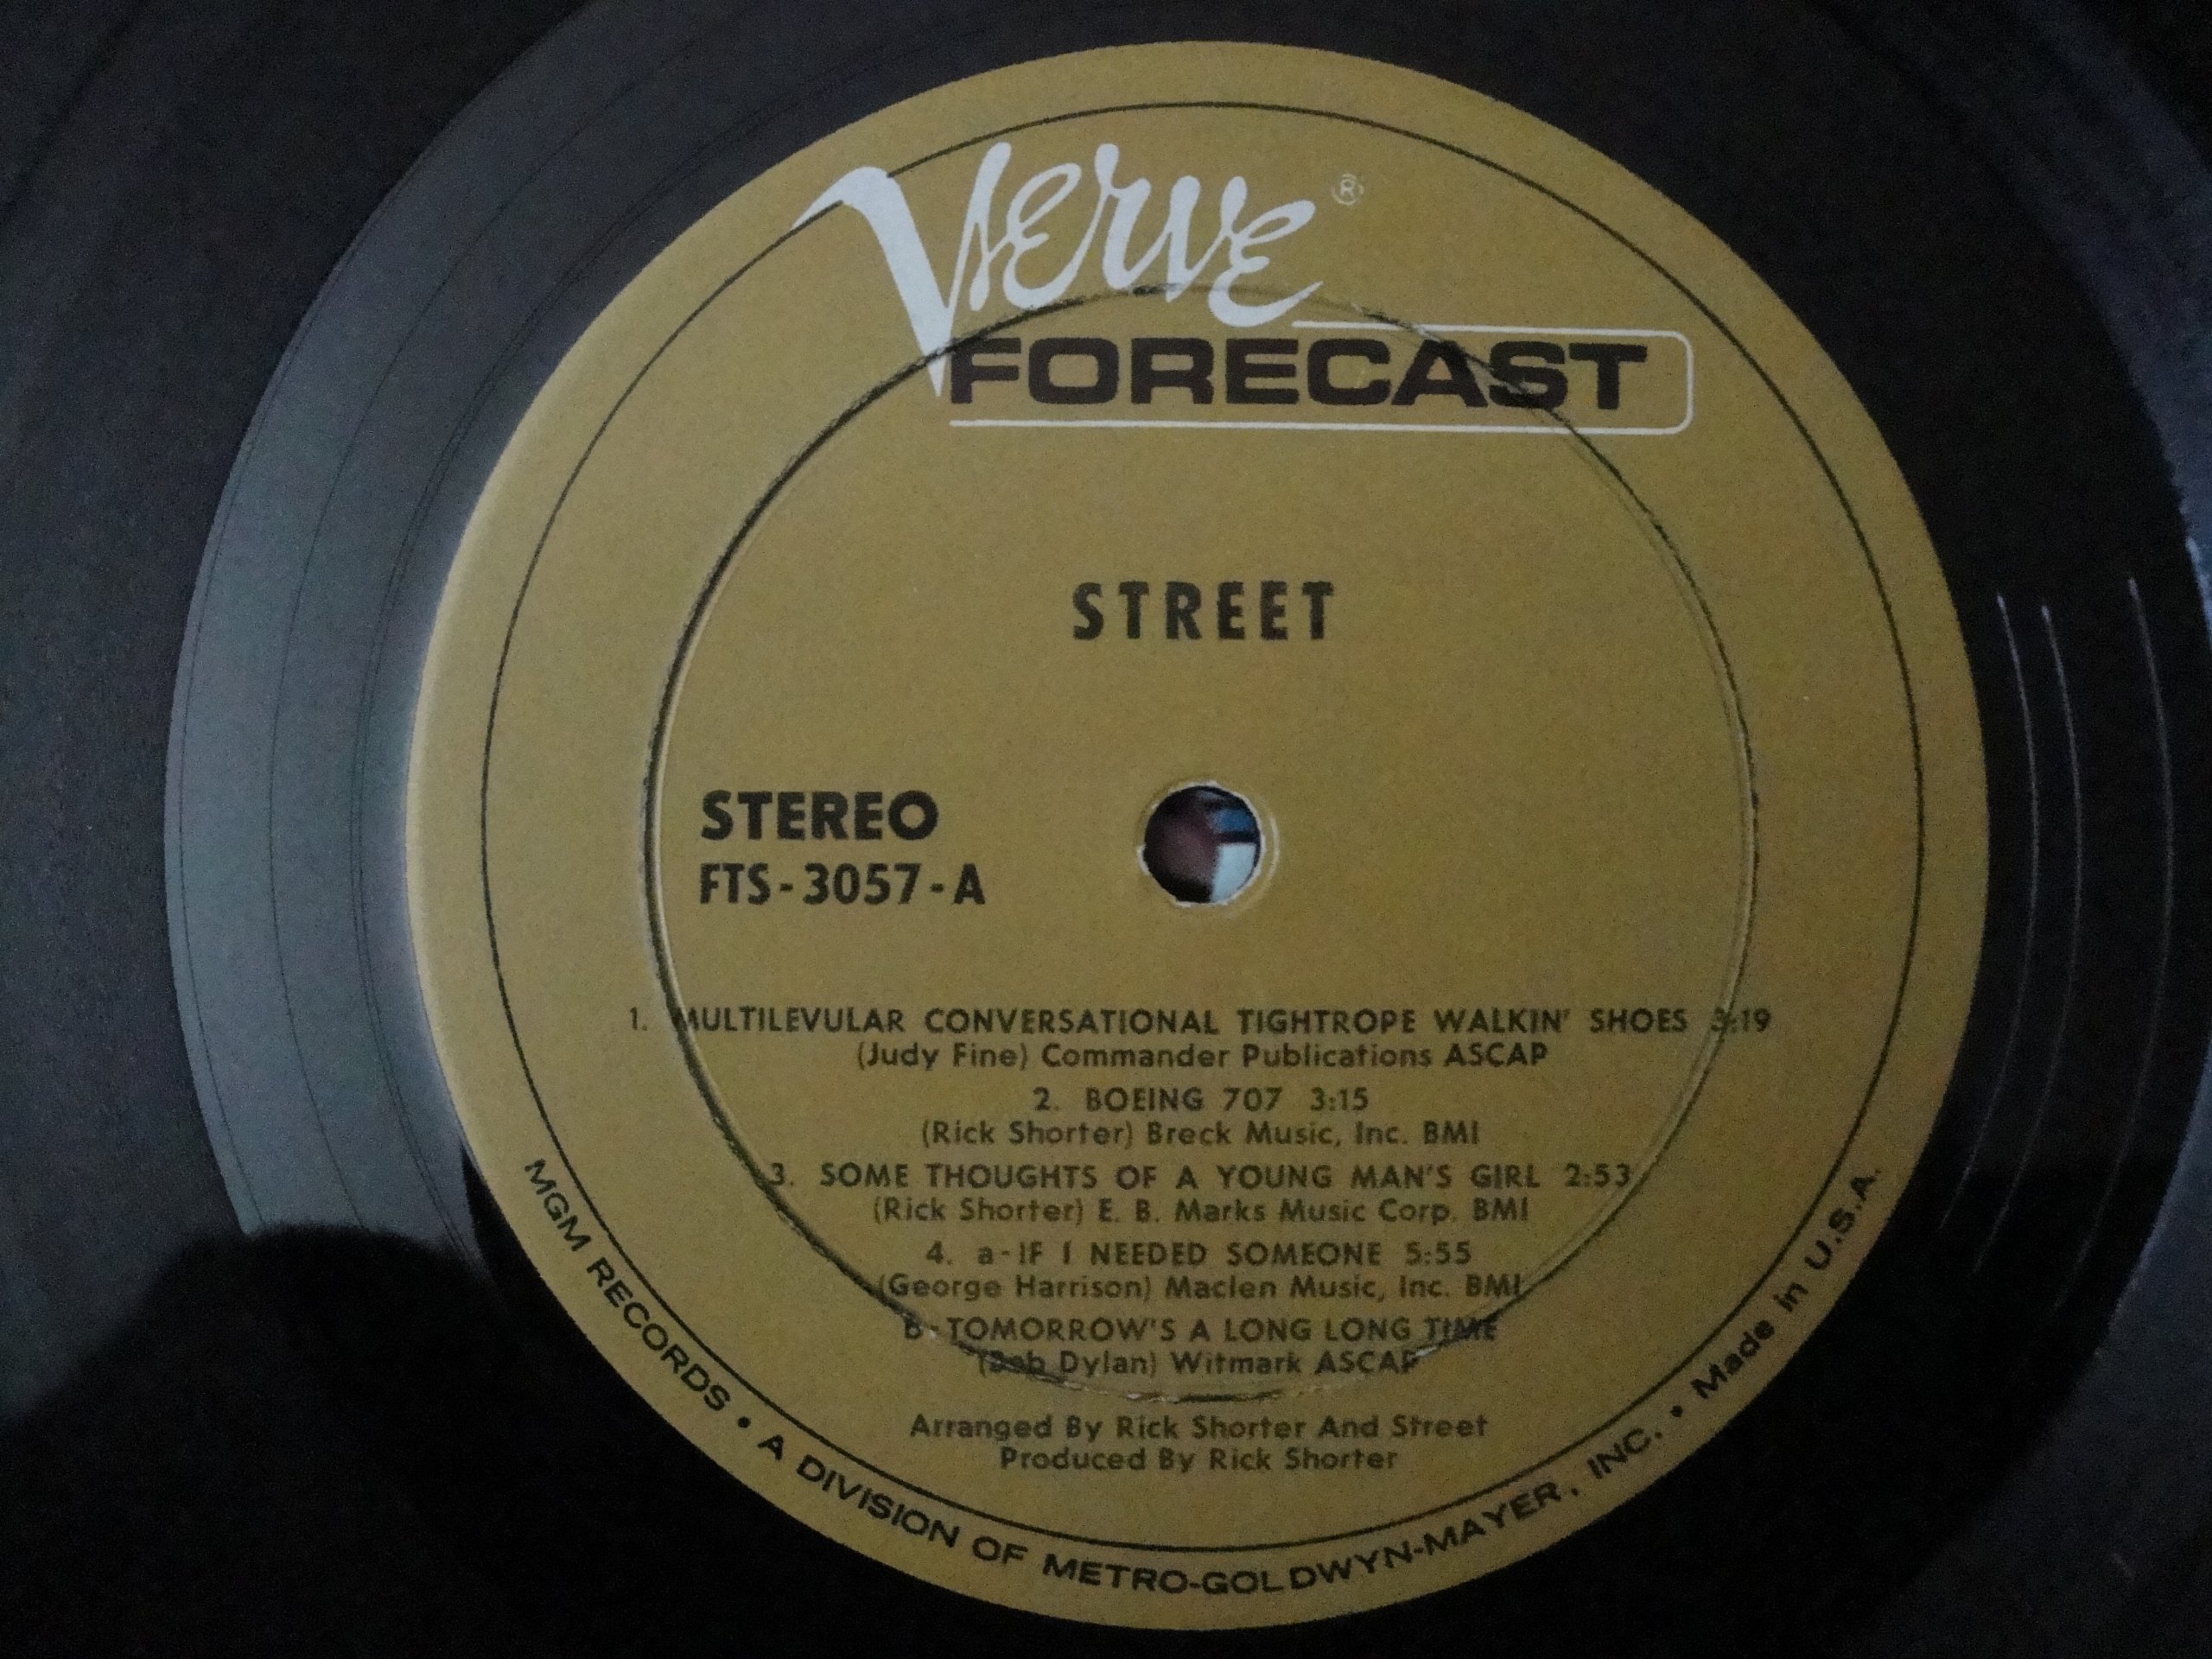 Verve ®
FORECAST
STREET
STEREO
FTS-3057-A
1. MULTILEVULAR CONVERSATIONAL TIGHTROPE WALKIN' SHOES 3:19
(Judy Fine) Commander Publications ASCAP
2. BOEING 707 3:15
(Rick Shorter) Breck Music, Inc. BMI
3. SOME THOUGHTS OF A YOUNG MAN'S GIRL 2:53
(Rick Shorter) E. B. Marks Music Corp. BMI
4. a-IF I NEEDED SOMEONE 5:55
(George Harrison) Maclen Music, Inc. BMI
B-TOMORROW'S A LONG LONG TIME
(Bob Dylan) Witmark ASCAP
Arranged By Rick Shorter And Street
Produced By Rick Shorter
MGM RECORDS • A DIVISION OF METRO-GOLDWYN-MAYER, INC. • Made in U.S.A.